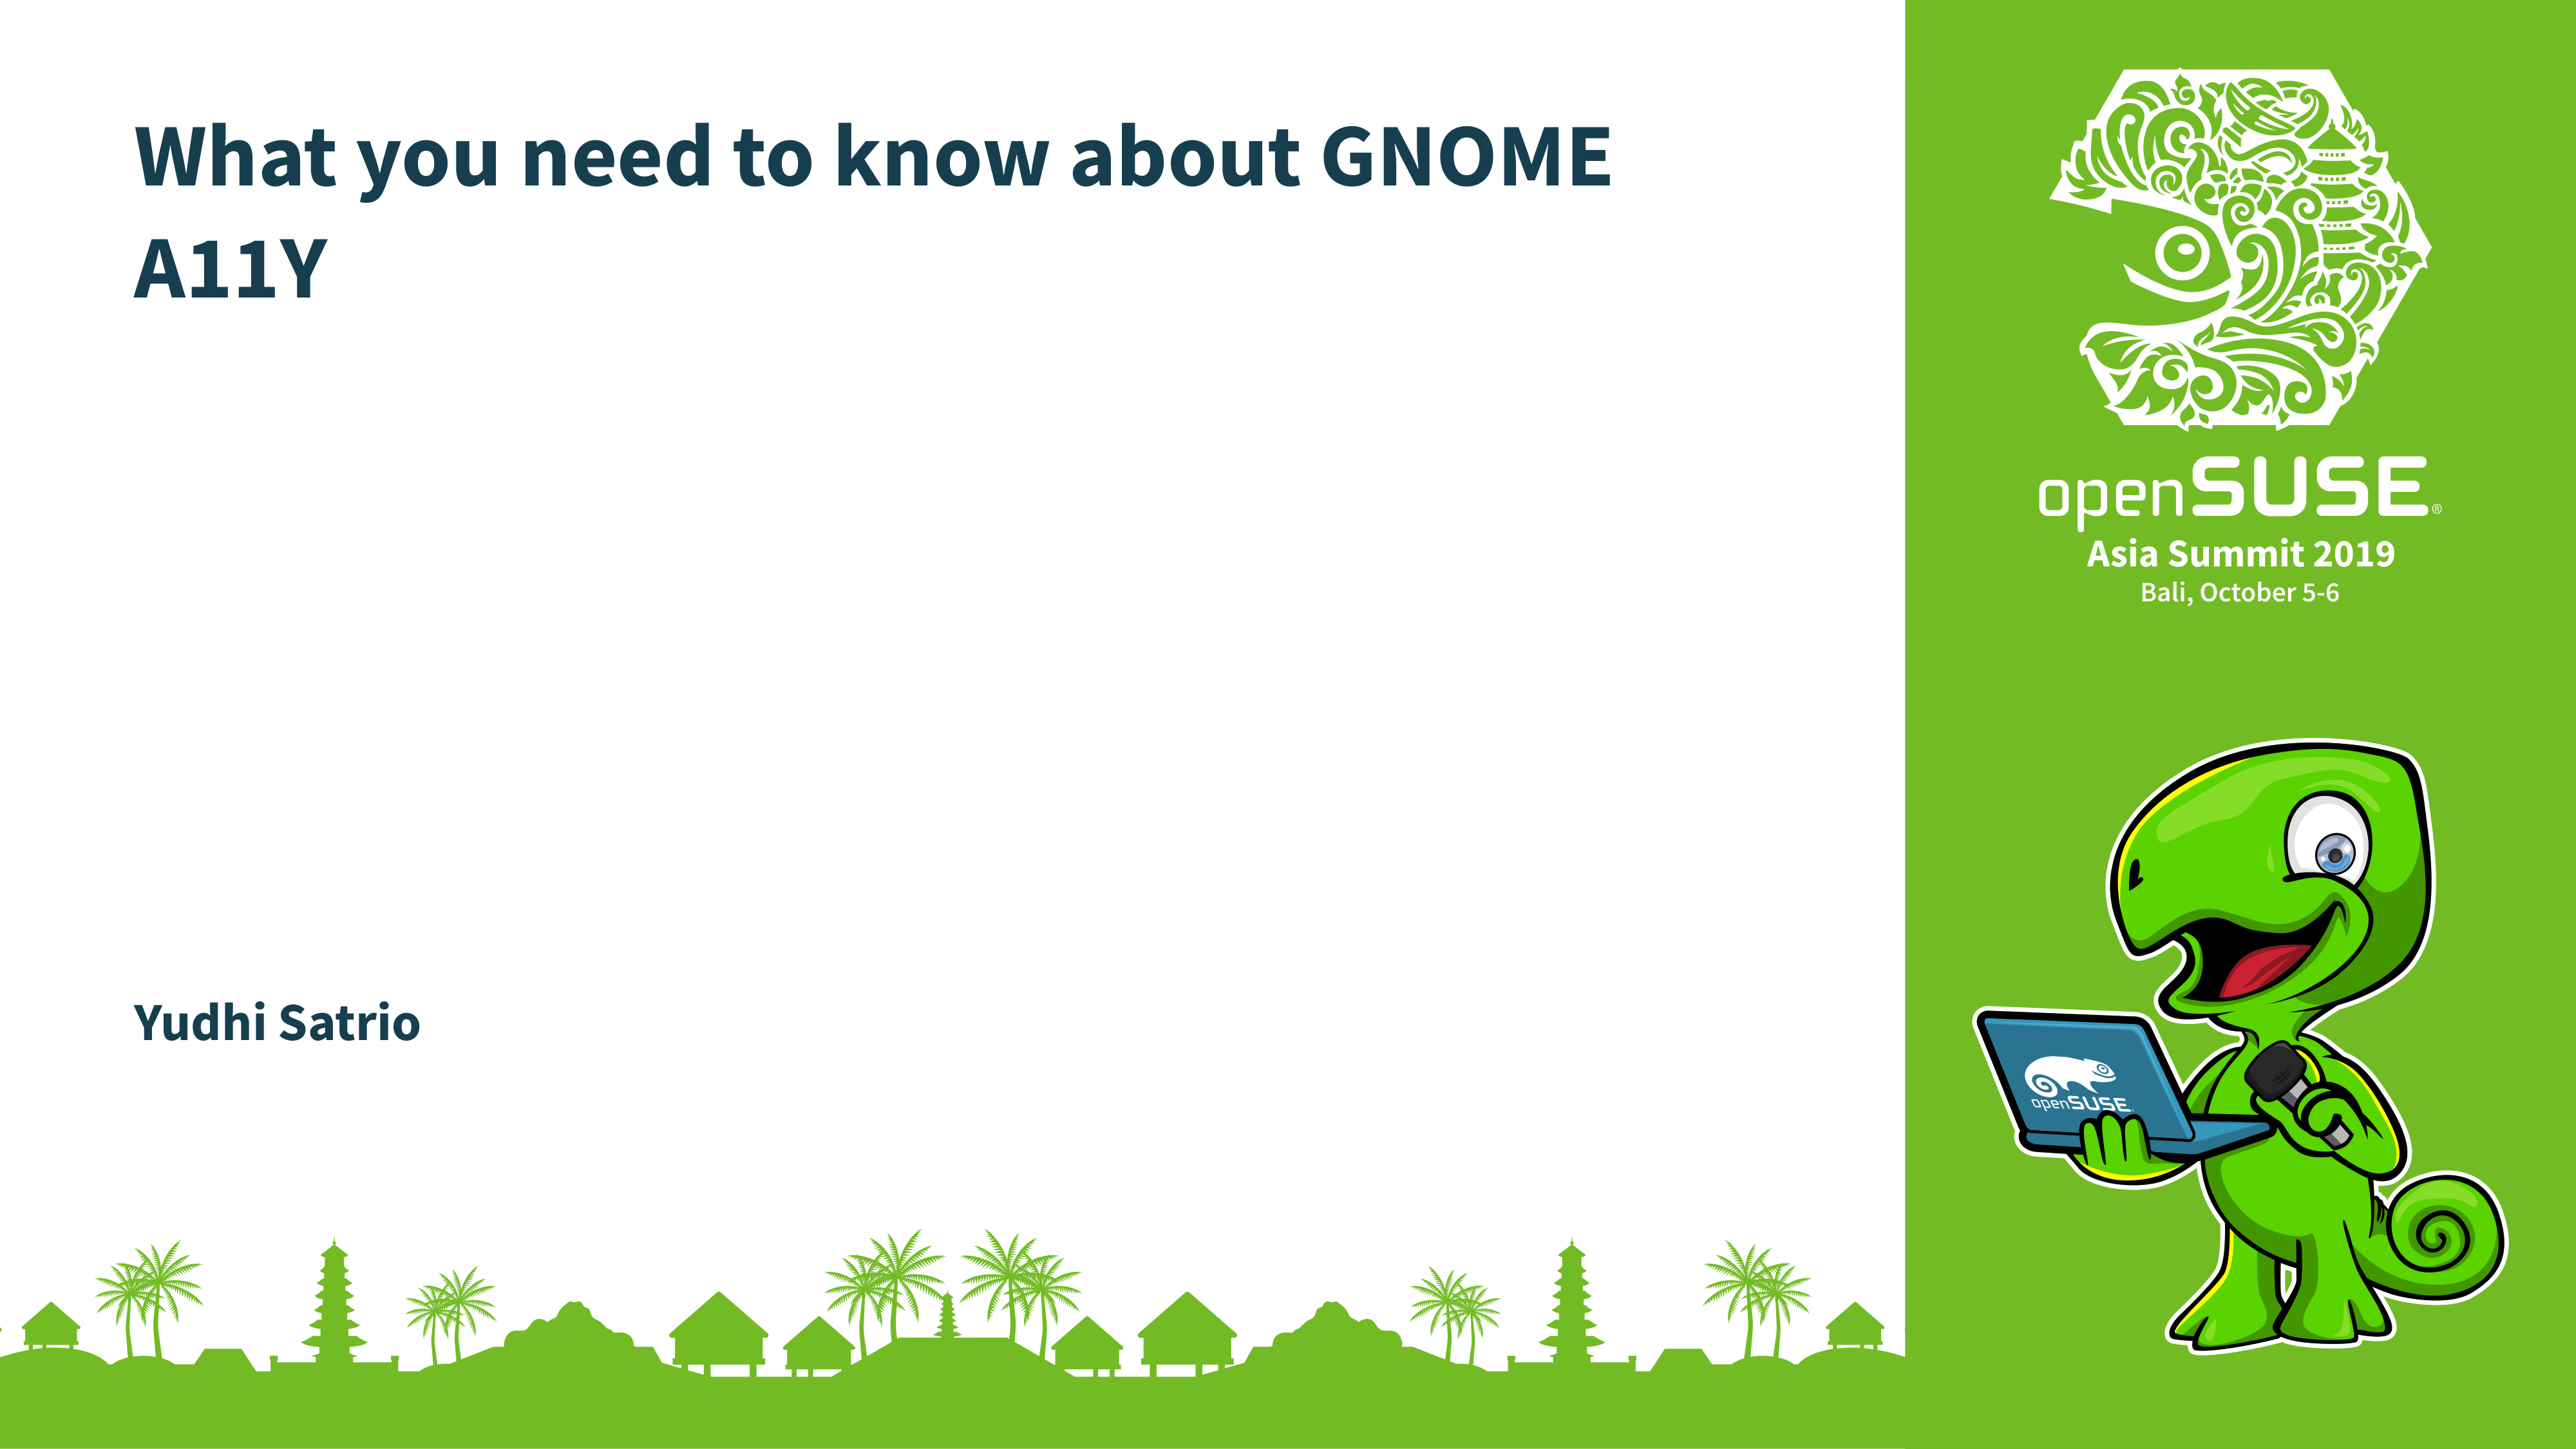 What you need to know about GNOME
A11Y
Yudhi Satrio
openSUSE®
Asia Summit 2019
Bali, October 5-6
openSUSE